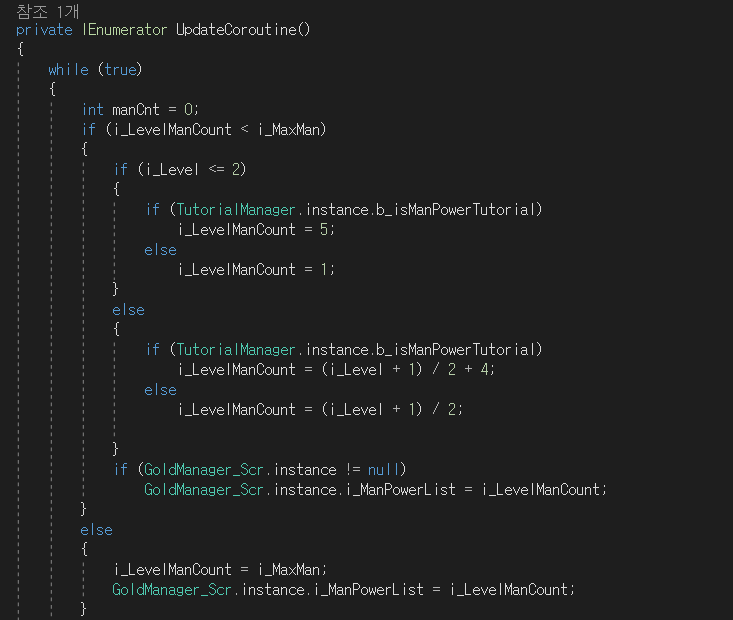 참조 1개
private IEnumerator UpdateCoroutine()
{
while (true)
{
int manCnt = 0;
if (i_LevelManCount < i_MaxMan)
{
if (i_Level <= 2)
{
if (TutorialManager.instance.b_isManPowerTutorial)
i_LevelManCount = 5;
else
i_LevelManCount = 1;
}
else
{
if (TutorialManager.instance.b_isManPowerTutorial)
i_LevelManCount = (i_Level + 1) / 2 + 4;
else
i_LevelManCount = (i_Level + 1) / 2;
}
if (GoldManager_Scr.instance != null)
GoldManager_Scr.instance.i_ManPowerList = i_LevelManCount;
}
else
{
i_LevelManCount = i_MaxMan;
GoldManager_Scr.instance.i_ManPowerList = i_LevelManCount;
}